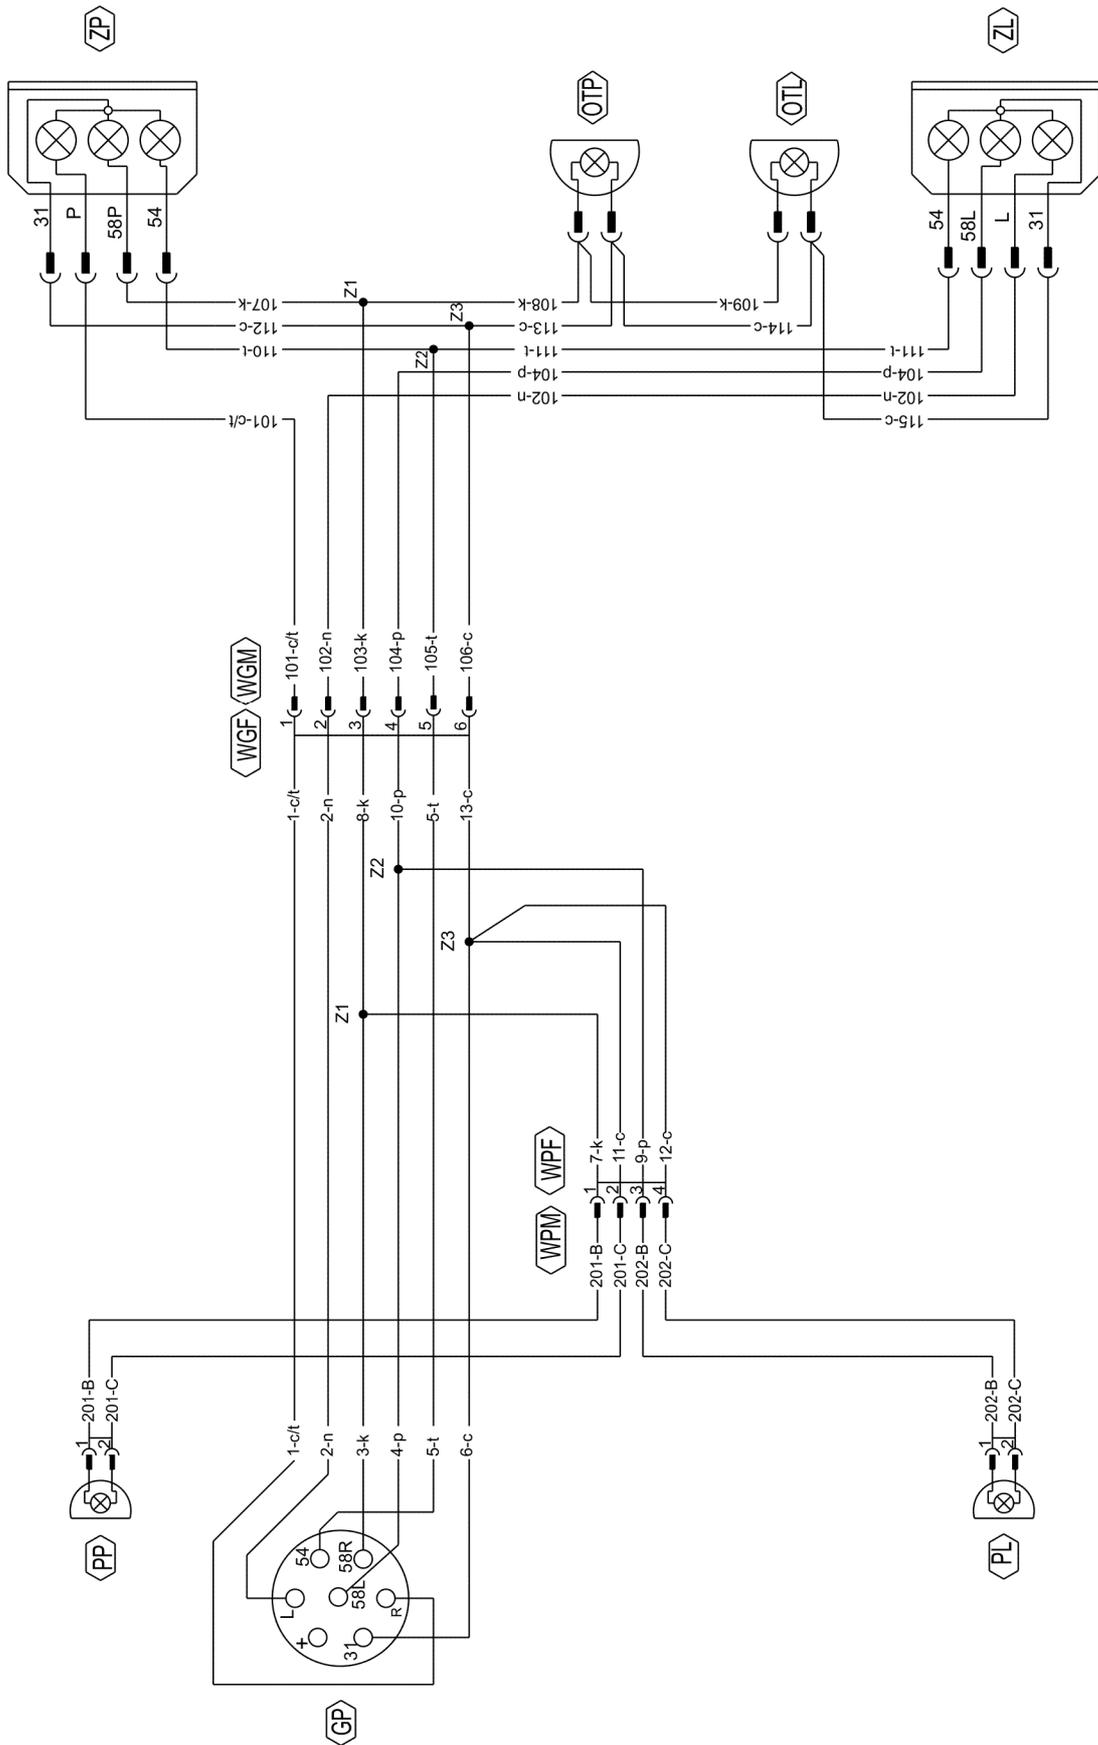 ZP
ZL
OTP
OTL
31
P
58P
54
54
58L
L
31
107-k
Z1
108-k
109-k
112-c
Z3
113-c
114-c
110-t
Z2
111-t
111-t
104-p
104-p
102-n
102-n
101-c/t
115-c
WGM
WGF
101-c/t
102-n
103-k
104-p
105-t
106-c
1
2
3
4
5
6
1-c/t
2-n
8-k
10-p
5-t
13-c
Z2
Z3
Z1
WPF
WPM
7-k
11-c
9-p
12-c
1
2
3
4
201-B
201-C
202-B
202-C
201-B
201-C
1
2
PP
202-B
202-C
1
2
PL
1-c/t
2-n
3-k
4-p
5-t
6-c
54
58R
L
58L
R
+
31
GP